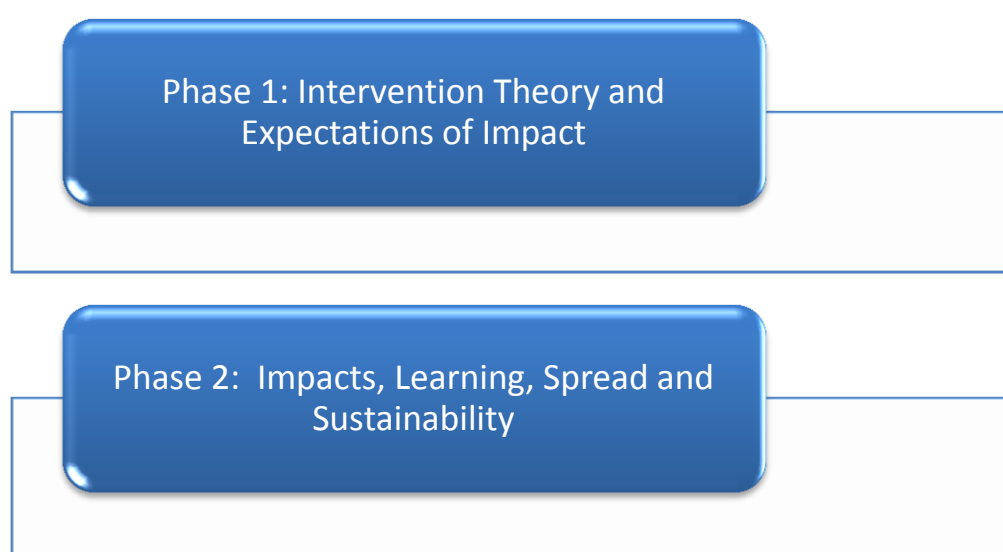 Phase 1: Intervention Theory and
Expectations of Impact
Phase 2:  Impacts, Learning, Spread and
Sustainability